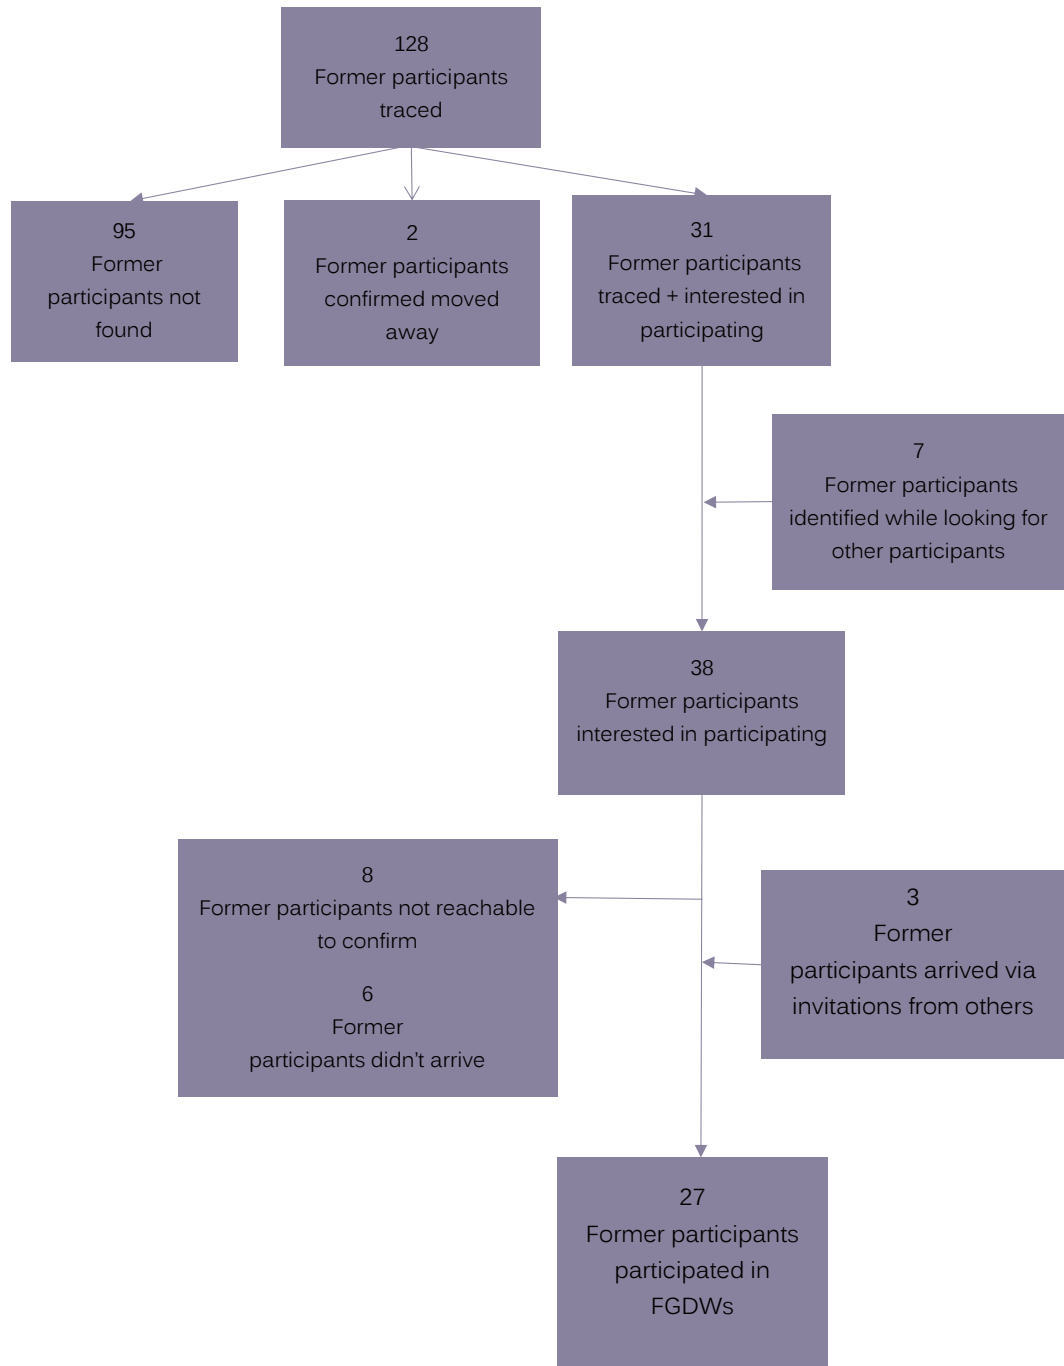 128
Former participants
traced
95
Former
participants not
found
2
Former participants
confirmed moved
away
31
Former participants
traced + interested in
participating
7
Former participants
identified while looking for
other participants
38
Former participants
interested in participating
8
Former participants not reachable
to confirm
6
Former
participants didn't arrive
3
Former
participants arrived via
invitations from others
27
Former participants
participated in
FGDWs